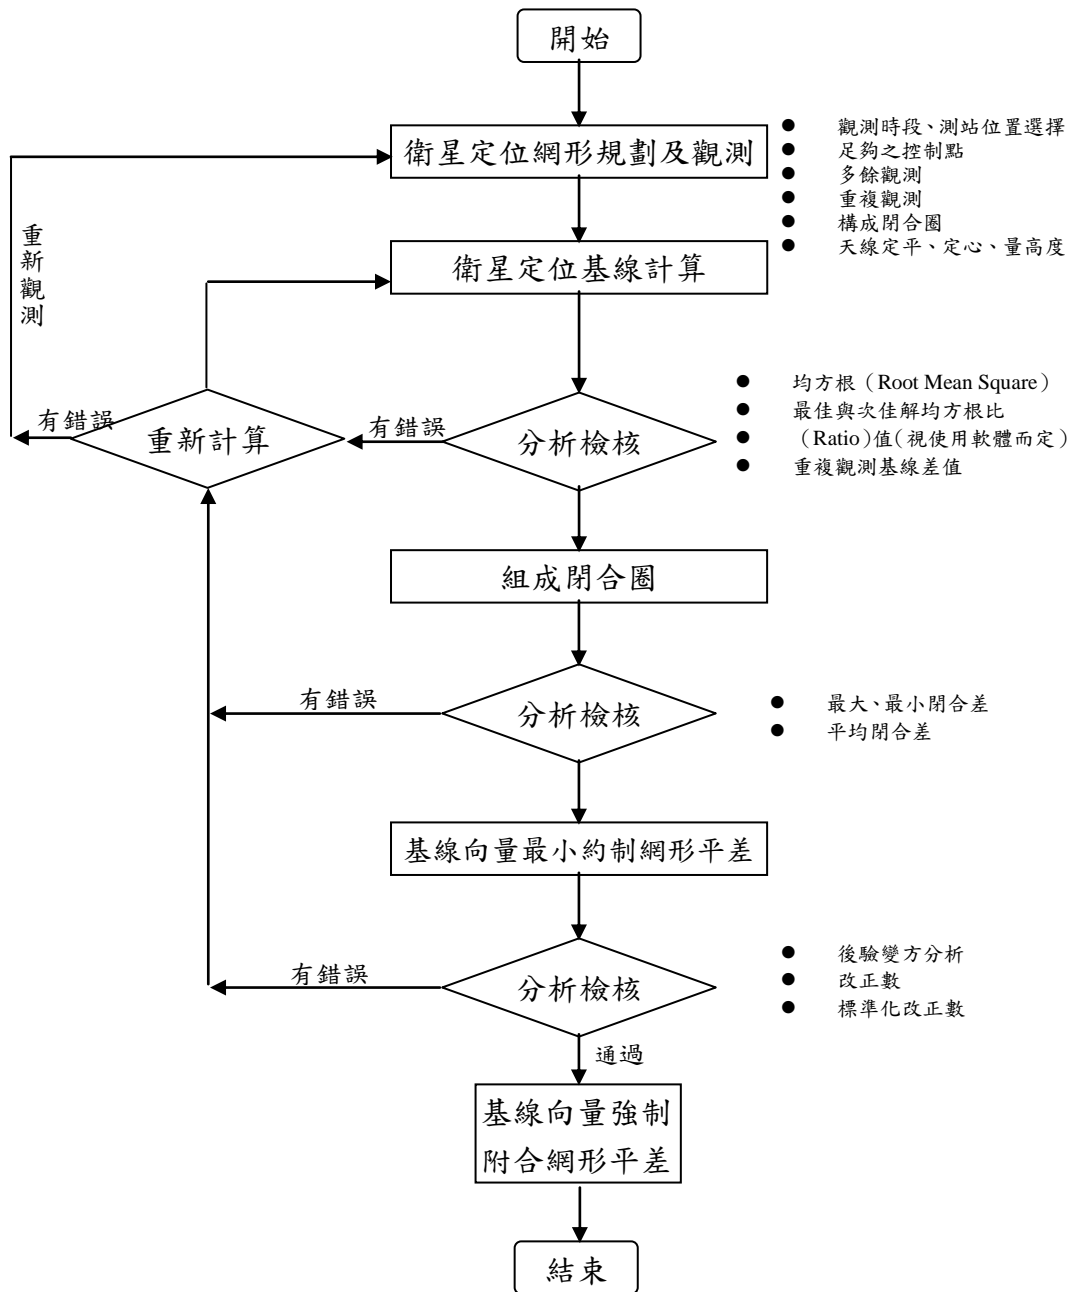 開始
衛星定位網形規劃及觀測
● 觀測時段、測站位置選擇
● 足夠之控制點
● 多餘觀測
● 重複觀測
● 構成閉合圈
● 天線定平、定心、量高度
重新觀測
衛星定位基線計算
● 均方根（Root Mean Square）
● 最佳與次佳解均方根比
● （Ratio)值(視使用軟體而定）
● 重複觀測基線差值
有錯誤
重新計算
有錯誤
分析檢核
組成閉合圈
有錯誤
分析檢核
● 最大、最小閉合差
● 平均閉合差
基線向量最小約制網形平差
有錯誤
分析檢核
● 後驗變方分析
● 改正數
● 標準化改正數
通過
基線向量強制
附合網形平差
結束